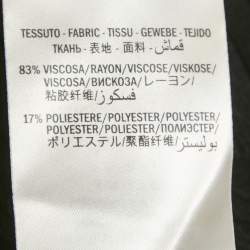 TESSUTO - FABRIC - TISSU - GEWEBE - TEJIDO
ТКАНЬ - 表地 - 面料 - قماش
83% VISCOSA/RAYON/VISCOSE/VISKOSE/
VISCOSA/ВИСКОЗА/レーヨン/
粘胶纤维/فسكوز
17% POLIESTERE/POLYESTER/POLYESTER/
POLYESTER/POLIESTER/ПОЛИЭСТЕР/
ポリエステル/聚酯纤维/بوليستر